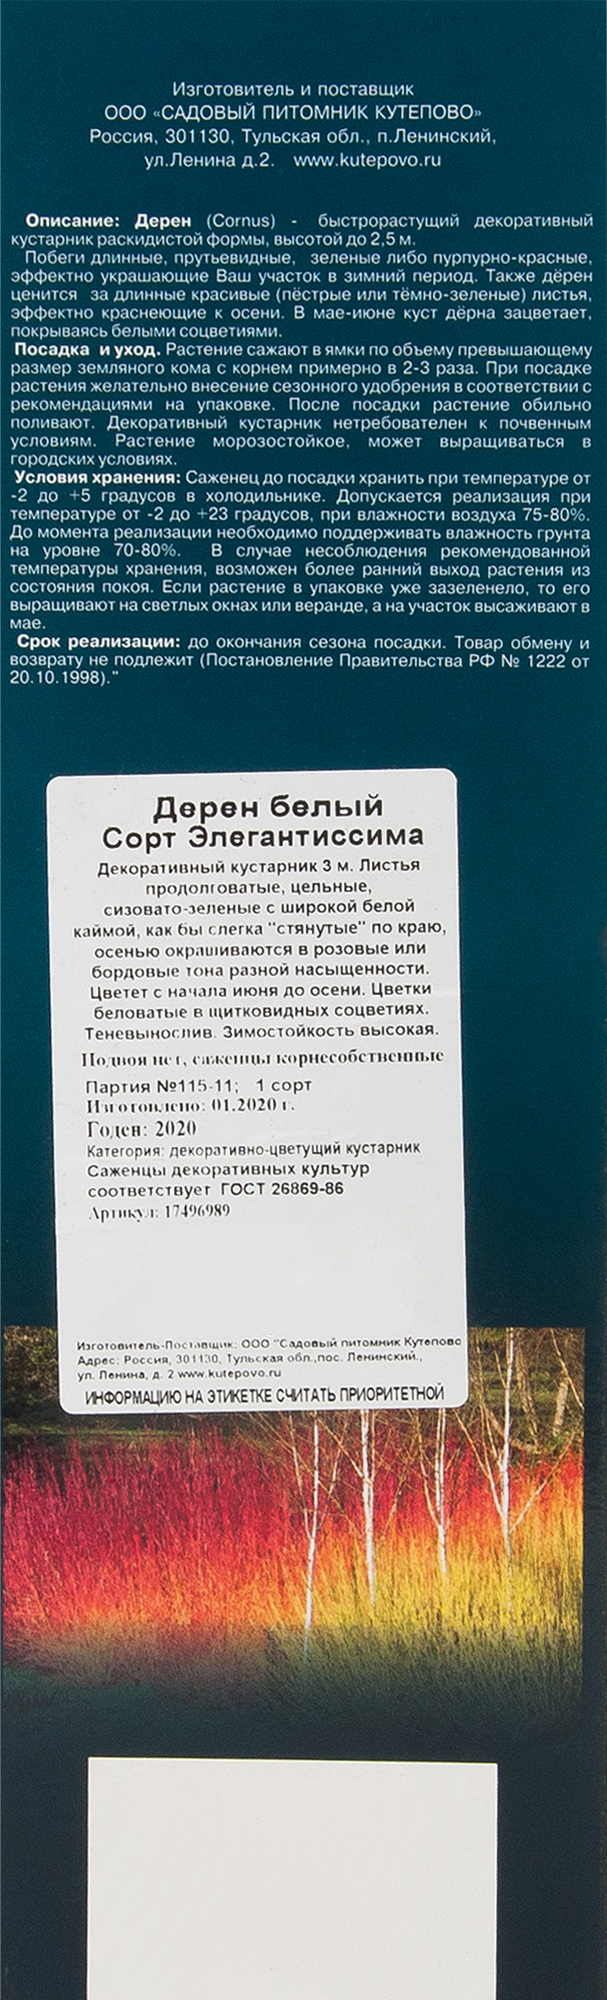 Изготовитель и поставщик
ООО «САДОВЫЙ ПИТОМНИК КУТЕПОВО»
Россия, 301130, Тульская обл., п.Ленинский,
ул.Ленина д.2. www.kutepovo.ru
Описание: Дерен (Cornus) - быстрорастущий декоративный
кустарник раскидистой формы, высотой до 2,5 м.
Побеги длинные, прутьевидные, зеленые либо пурпурно-красные,
эффектно украшающие Ваш участок в зимний период. Также дёрен
ценится за длинные красивые (пёстрые или тёмно-зеленые) листья,
эффектно краснеющие к осени. В мае-июне куст дёрна зацветает,
покрываясь белыми соцветиями.
Посадка и уход. Растение сажают в ямки по объему превышающему
размер земляного кома с корнем примерно в 2-3 раза. При посадке
растения желательно внесение сезонного удобрения в соответствии с
рекомендациями на упаковке. После посадки растение обильно
поливают. Декоративный кустарник нетребователен к почвенным
условиям. Растение морозостойкое, может выращиваться в
городских условиях.
Условия хранения: Саженец до посадки хранить при температуре от
-2 до +5 градусов в холодильнике. Допускается реализация при
температуре от -2 до +23 градусов, при влажности воздуха 75-80%.
До момента реализации необходимо поддерживать влажность грунта
на уровне 70-80%. В случае несоблюдения рекомендованной
температуры хранения, возможен более ранний выход растения из
состояния покоя. Если растение в упаковке уже зазеленело, то его
выращивают на светлых окнах или веранде, а на участок высаживают в
мае.
Срок реализации: до окончания сезона посадки. Товар обмену и
возврату не подлежит (Постановление Правительства РФ № 1222 от
20.10.1998)."
Дерен белый
Сорт Элегантиссима
Декоративный кустарник 3 м. Листья
продолговатые, цельные,
сизовато-зеленые с широкой белой
каймой, как бы слегка "стянутые" по краю,
осенью окрашиваются в розовые или
бордовые тона разной насыщенности.
Цветет с начала июня до осени. Цветки
беловатые в щитковидных соцветиях.
Теневынослив. Зимостойкость высокая.
Подвоя нет, саженцы корнесобственные
Партия №115-11; 1 сорт
Изготовлено: 01.2020 г.
Годен: 2020
Категория: декоративно-цветущий кустарник
Саженцы декоративных культур
соответствует ГОСТ 26869-86
Артикул: 17496989
Изготовитель-Поставщик: ООО "Садовый питомник Кутепово
Адрес: Россия, 301130, Тульская обл.,пос. Ленинский.,
ул. Ленина, д. 2 www.kutepovo.ru
ИНФОРМАЦИЮ НА ЭТИКЕТКЕ СЧИТАТЬ ПРИОРИТЕТНОЙ